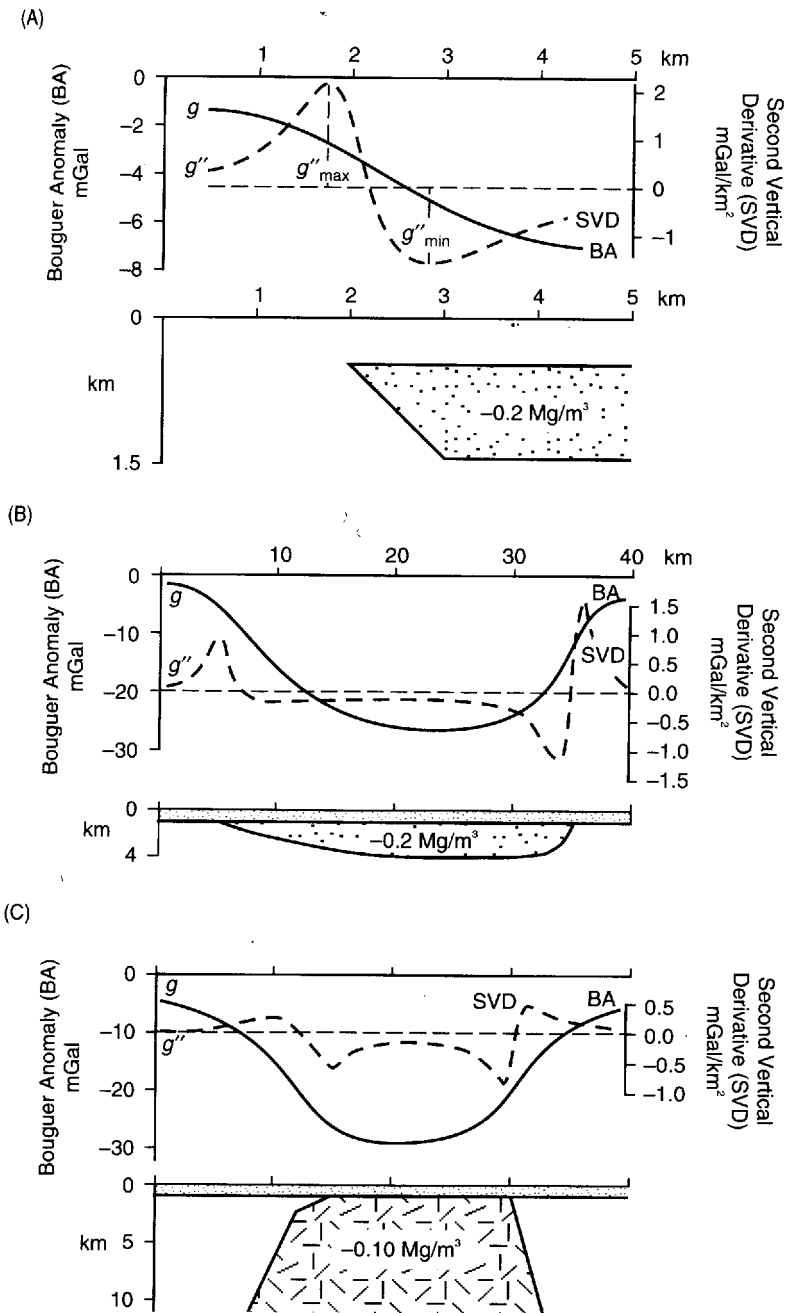 (A)
1 2 3 4 5 km
Bouguer Anomaly (BA)
mGal
0
−2
−4
−6
−8
g
g″
g″max
g″min
SVD
BA
2
1
0
−1
Second Vertical
Derivative (SVD)
mGal/km²
1 2 3 4 5 km
0
km
1.5
−0.2 Mg/m³
(B)
10 20 30 40 km
Bouguer Anomaly (BA)
mGal
0
−10
−20
−30
g
g″
BA
SVD
1.5
1.0
0.5
0.0
−0.5
−1.0
−1.5
Second Vertical
Derivative (SVD)
mGal/km²
0
km
4
−0.2 Mg/m³
(C)
Bouguer Anomaly (BA)
mGal
0
−10
−20
−30
g
g″
SVD
BA
0.5
0.0
−0.5
−1.0
Second Vertical
Derivative (SVD)
mGal/km²
0
km 5
10
−0.10 Mg/m³